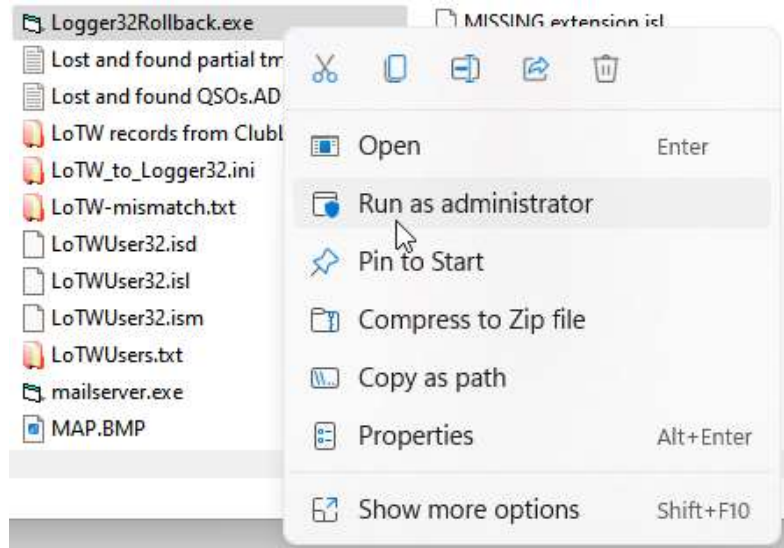 Logger32Rollback.exe
MISSING extension.isl
Lost and found partial tm
Lost and found QSOs.AD
LoTW records from ClubL
LoTW_to_Logger32.ini
LoTW-mismatch.txt
LoTWUser32.isd
LoTWUser32.isl
LoTWUser32.ism
LoTWUsers.txt
mailserver.exe
MAP.BMP
Open Enter
Run as administrator
Pin to Start
Compress to Zip file
Copy as path
Properties Alt+Enter
Show more options Shift+F10